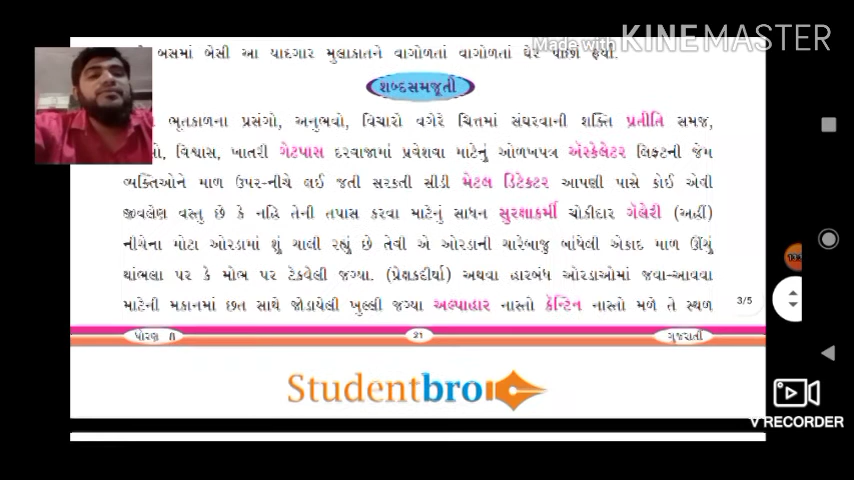 બસમાં બેસી આ યાદગાર મુલાકાતને વાગોળતાં વાગોળતાં ઘેર પાછા ફર્યા.
Made with KINEMASTER
શબ્દસમજૂતી
ભૂતકાળના પ્રસંગો, અનુભવો, વિચારો વગેરે ચિત્તમાં સંઘરવાની શક્તિ પ્રતીતિ સમજ,
વિશ્વાસ, ખાતરી ગેટપાસ દરવાજામાં પ્રવેશવા માટેનું ઓળખપત્ર ઍસ્કેલેટર લિફ્ટની જેમ
વ્યક્તિઓને માળ ઉપર-નીચે લઈ જતી સરકતી સીડી મેટલ ડિટેક્ટર આપણી પાસે કોઈ એવી
જીવલેણ વસ્તુ છે કે નહિ તેની તપાસ કરવા માટેનું સાધન સુરક્ષાકર્મી ચોકીદાર ગૅલેરી (અહીં)
નીચેના મોટા ઓરડામાં શું ચાલી રહ્યું છે તેવી એ ઓરડાની ચારેબાજુ બાંધેલી એકાદ માળ ઊંચું
થાંભલા પર કે મોભ પર ટેકવેલી જગ્યા. (પ્રેક્ષકદીર્ઘા) અથવા હારબંધ ઓરડાઓમાં જવા-આવવા
માટેની મકાનમાં છત સાથે જોડાયેલી ખુલ્લી જગ્યા અલ્પાહાર નાસ્તો કૅન્ટિન નાસ્તો મળે તે સ્થળ
3/5
ધોરણ 8 21 ગુજરાતી
Studentbro
V RECORDER